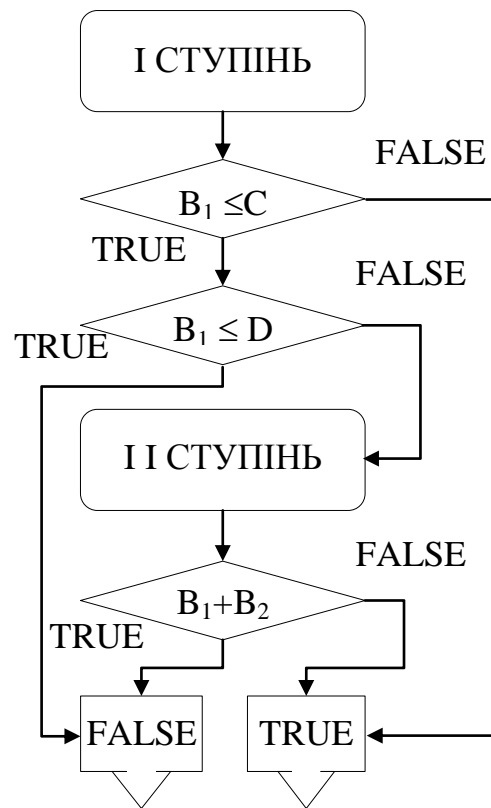 І СТУПІНЬ
FALSE
B₁ ≤C
TRUE
FALSE
B₁ ≤ D
TRUE
І І СТУПІНЬ
FALSE
B₁+B₂
TRUE
FALSE
TRUE